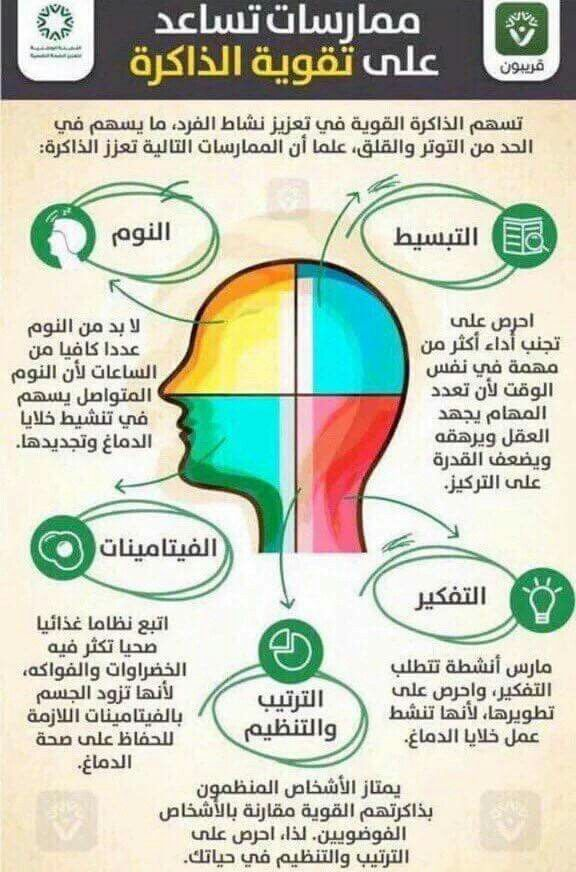 ممارسات تساعد
على تقوية الذاكرة
قريبون
تسهم الذاكرة القوية في تعزيز نشاط الفرد، ما يسهم في
الحد من التوتر والقلق، علما أن الممارسات التالية تعزز الذاكرة:
التبسيط
احرص على
تجنب أداء أكثر من
مهمة في نفس
الوقت لأن تعدد
المهام يجهد
العقل ويرهقه
ويضعف القدرة
على التركيز.
النوم
لا بد من النوم
عددا كافيا من
الساعات لأن النوم
المتواصل يسهم
في تنشيط خلايا
الدماغ وتجديدها.
التفكير
مارس أنشطة تتطلب
التفكير، واحرص على
تطويرها، لأنها تنشط
عمل خلايا الدماغ.
الفيتامينات
اتبع نظاما غذائيا
صحيا تكثر فيه
الخضراوات والفواكه،
لأنها تزود الجسم
بالفيتامينات اللازمة
للحفاظ على صحة
الدماغ.
الترتيب
والتنظيم
يمتاز الأشخاص المنظمون
بذاكرتهم القوية مقارنة بالأشخاص
الفوضويين. لذا، احرص على
الترتيب والتنظيم في حياتك.